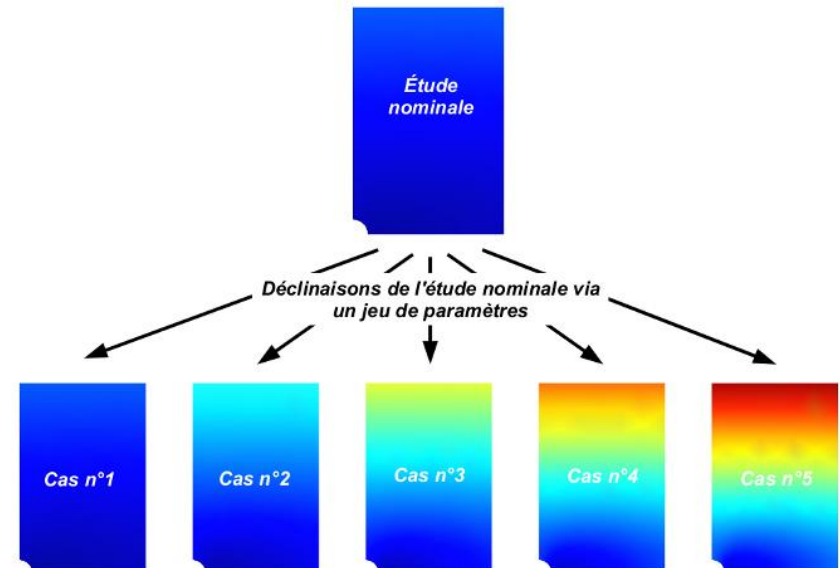 Étude
nominale
Déclinaisons de l'étude nominale via
un jeu de paramètres
Cas n°1
Cas n°2
Cas n°3
Cas n°4
Cas n°5